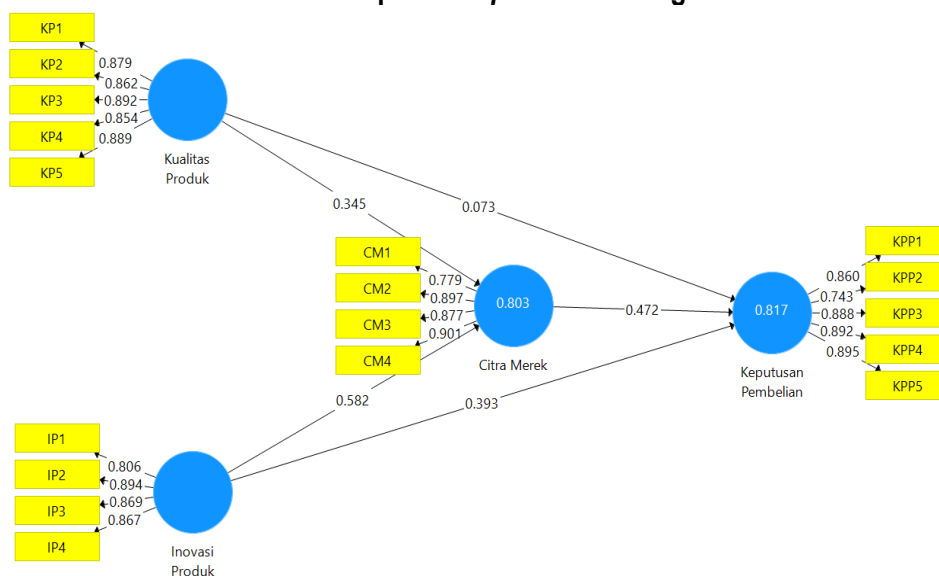 KP1
KP2
KP3
KP4
KP5
0.879
0.862
0.892
0.854
0.889
Kualitas
Produk
0.345
0.073
CM1
CM2
CM3
CM4
0.779
0.897
0.877
0.901
0.803
Citra Merek
0.472
0.817
Keputusan
Pembelian
KPP1
KPP2
KPP3
KPP4
KPP5
0.860
0.743
0.888
0.892
0.895
0.582
0.393
IP1
IP2
IP3
IP4
0.806
0.894
0.869
0.867
Inovasi
Produk